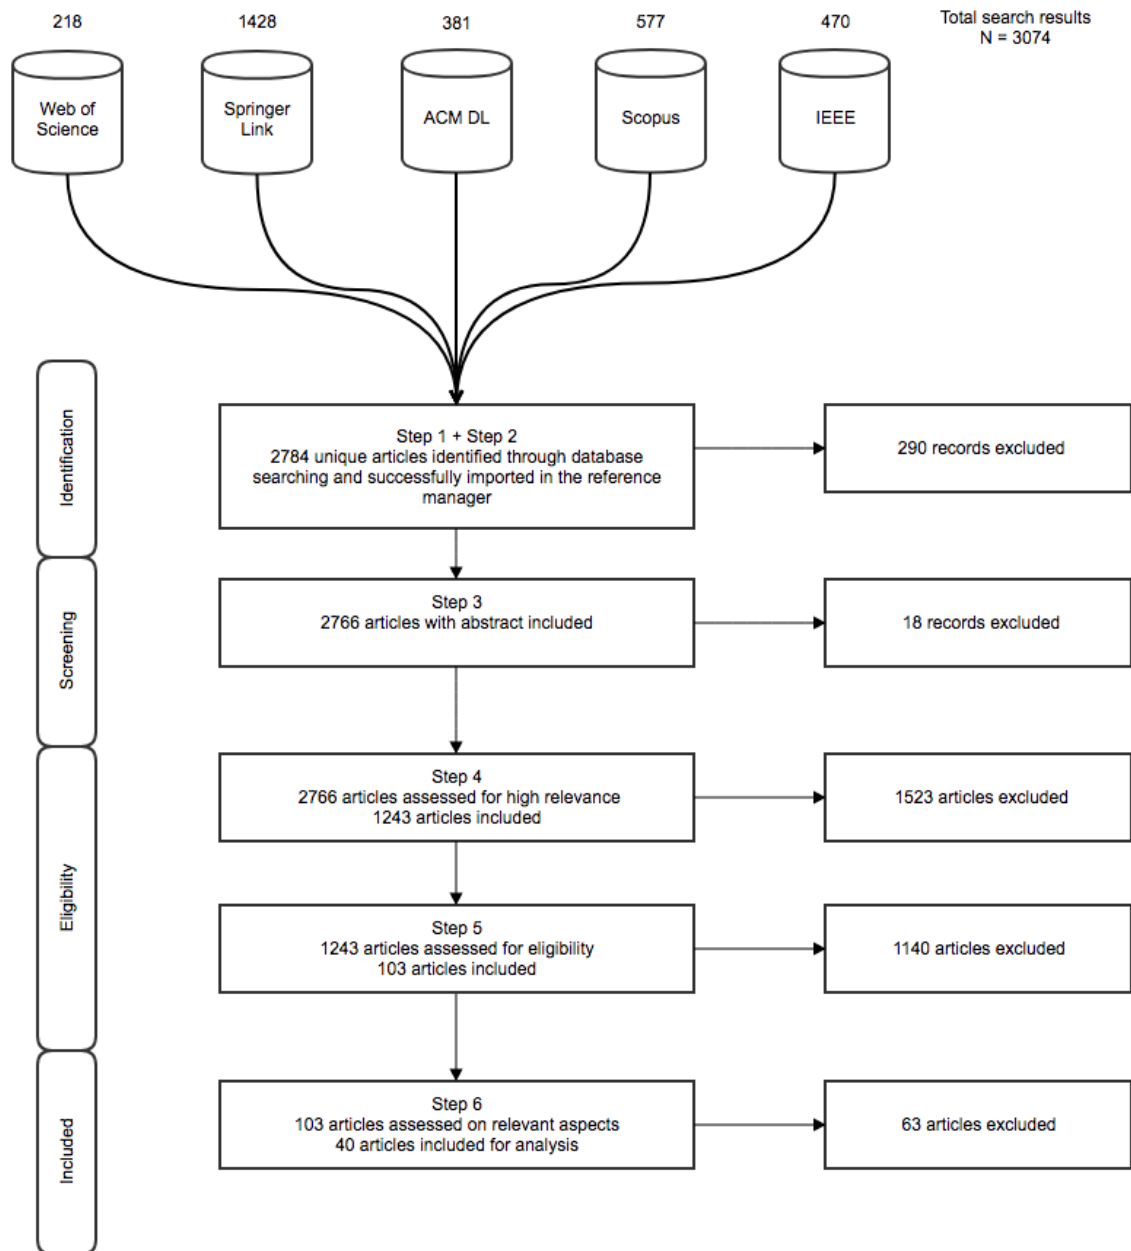 218
1428
381
577
470
Total search results
N = 3074
Web of
Science
Springer
Link
ACM DL
Scopus
IEEE
Identification
Step 1 + Step 2
2784 unique articles identified through database
searching and successfully imported in the reference
manager
290 records excluded
Screening
Step 3
2766 articles with abstract included
18 records excluded
Eligibility
Step 4
2766 articles assessed for high relevance
1243 articles included
1523 articles excluded
Step 5
1243 articles assessed for eligibility
103 articles included
1140 articles excluded
Included
Step 6
103 articles assessed on relevant aspects
40 articles included for analysis
63 articles excluded